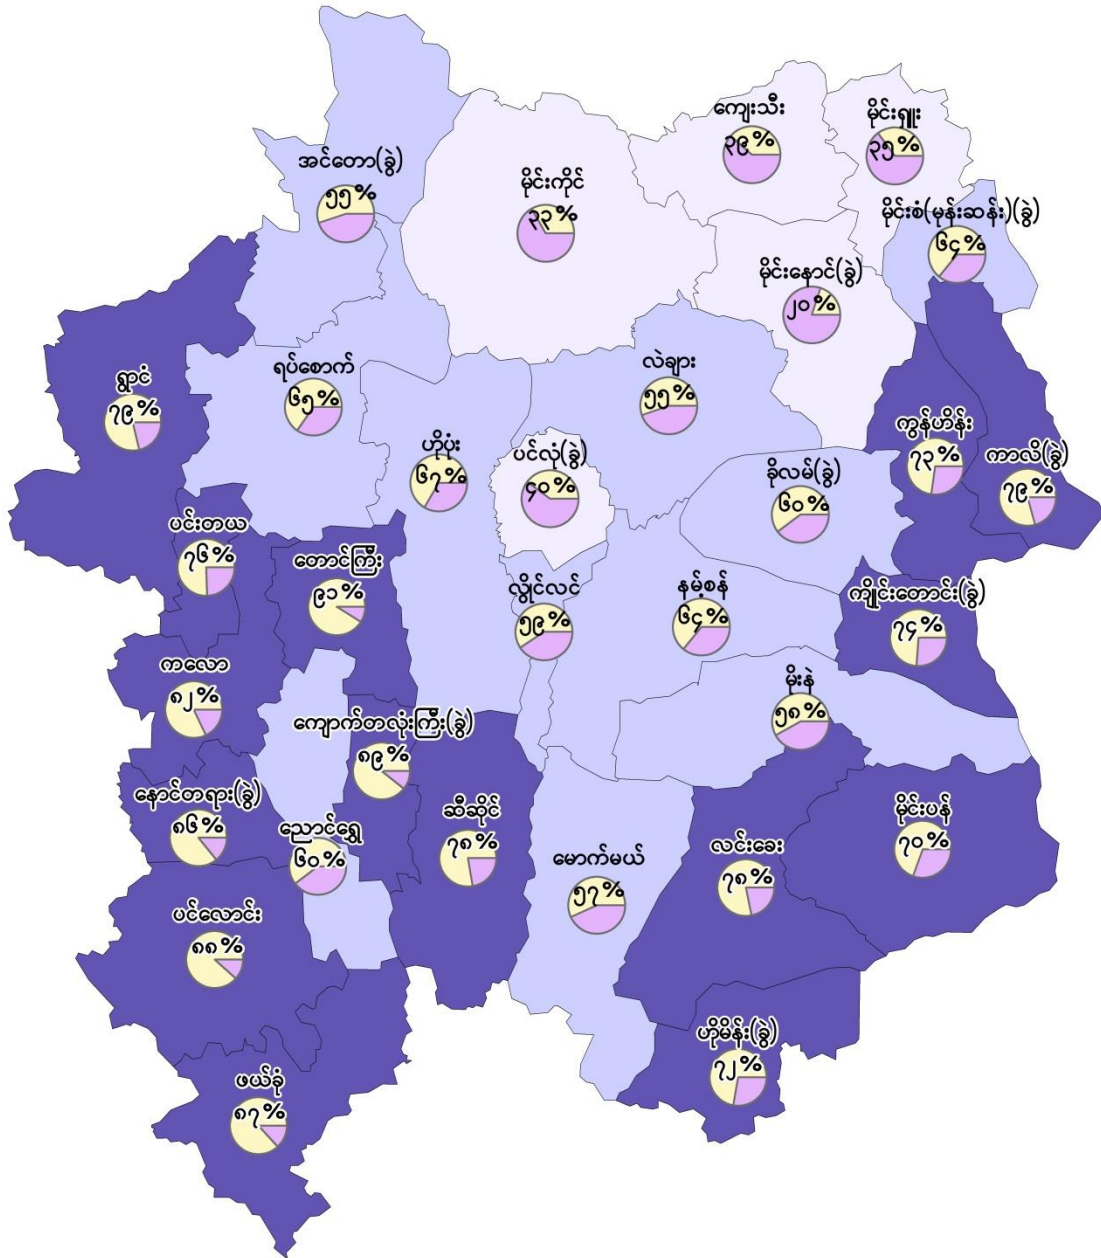 ကျေးသီး
၃၉%
မိုင်းရှူး
၃၅%
အင်တော(ခွဲ)
၅၅%
မိုင်းကိုင်
၃၃%
မိုင်းစံ(မုန်းဆန်း)(ခွဲ)
၆၄%
မိုင်းနောင်(ခွဲ)
၂၀%
ရွာငံ
၇၉%
ရပ်စောက်
၆၅%
လဲချား
၅၅%
ကွန်ဟိန်း
၇၃%
ကာလိ(ခွဲ)
၇၉%
ဟိုပုံး
၆၇%
ပင်လုံ(ခွဲ)
၄၀%
ခိုလမ်(ခွဲ)
၆၀%
ပင်းတယ
၇၆%
တောင်ကြီး
၉၁%
လွိုင်လင်
၅၉%
နမ့်စန်
၆၄%
ကျိုင်းတောင်း(ခွဲ)
၇၄%
ကလော
၈၂%
မိုးနဲ
၅၈%
ကျောက်တလုံးကြီး(ခွဲ)
၈၉%
နောင်တရား(ခွဲ)
၈၆%
ညောင်ရွှေ
၆၀%
ဆီဆိုင်
၇၈%
မောက်မယ်
၅၇%
လင်းခေး
၇၈%
မိုင်းပန်
၇၀%
ပင်လောင်း
၈၈%
ဟိုမိန်း(ခွဲ)
၇၂%
ဖယ်ခုံ
၈၇%